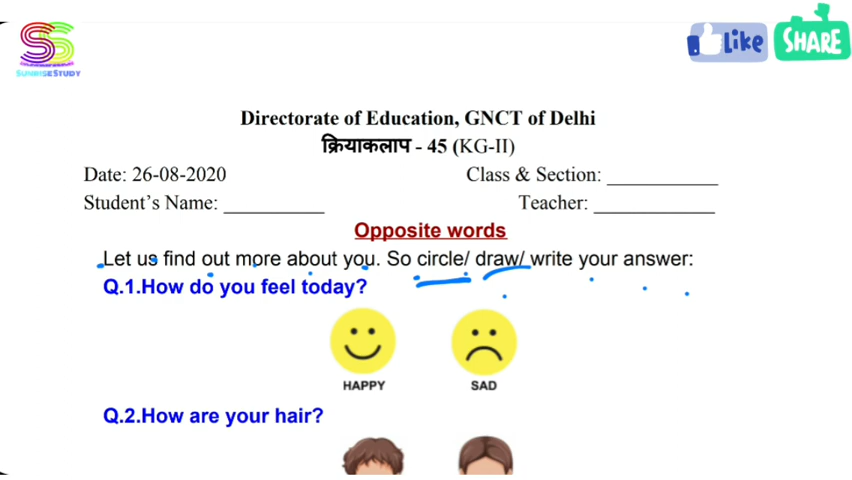 SS
SUNRISESTUDY
Like
SHARE
Directorate of Education, GNCT of Delhi
क्रियाकलाप - 45 (KG-II)
Date: 26-08-2020 Class & Section: ___________
Student’s Name: __________ Teacher: ____________
Opposite words
Let us find out more about you. So circle/ draw/ write your answer:
Q.1.How do you feel today?
HAPPY SAD
Q.2.How are your hair?